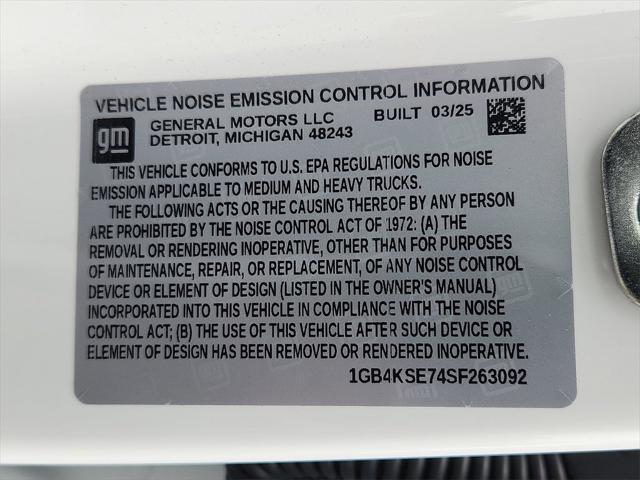 VEHICLE NOISE EMISSION CONTROL INFORMATION
gm
GENERAL MOTORS LLC BUILT 03/25
DETROIT, MICHIGAN 48243
THIS VEHICLE CONFORMS TO U.S. EPA REGULATIONS FOR NOISE
EMISSION APPLICABLE TO MEDIUM AND HEAVY TRUCKS.
THE FOLLOWING ACTS OR THE CAUSING THEREOF BY ANY PERSON
ARE PROHIBITED BY THE NOISE CONTROL ACT OF 1972: (A) THE
REMOVAL OR RENDERING INOPERATIVE, OTHER THAN FOR PURPOSES
OF MAINTENANCE, REPAIR, OR REPLACEMENT, OF ANY NOISE CONTROL
DEVICE OR ELEMENT OF DESIGN (LISTED IN THE OWNER'S MANUAL)
INCORPORATED INTO THIS VEHICLE IN COMPLIANCE WITH THE NOISE
CONTROL ACT; (B) THE USE OF THIS VEHICLE AFTER SUCH DEVICE OR
ELEMENT OF DESIGN HAS BEEN REMOVED OR RENDERED INOPERATIVE.
1GB4KSE74SF263092